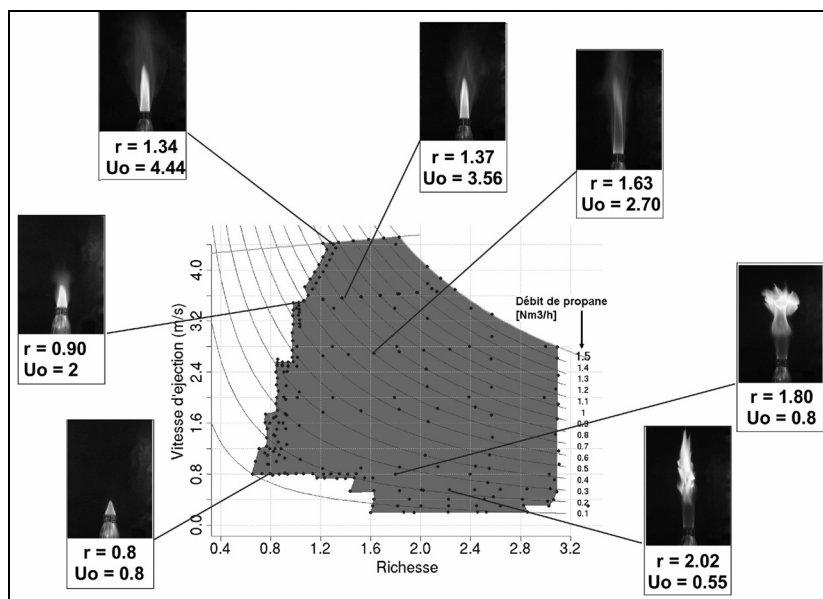 r = 1.34
Uo = 4.44
r = 1.37
Uo = 3.56
r = 1.63
Uo = 2.70
r = 0.90
Uo = 2
r = 0.8
Uo = 0.8
r = 1.80
Uo = 0.8
r = 2.02
Uo = 0.55
Vitesse d'ejection (m/s)
4.0
3.2
2.4
1.6
0.8
0.0
0.4
0.8
1.2
1.6
2.0
2.4
2.8
3.2
Richesse
Débit de propane
[Nm3/h]
1.5
1.4
1.3
1.2
1.1
1
0.9
0.8
0.7
0.6
0.5
0.4
0.3
0.2
0.1